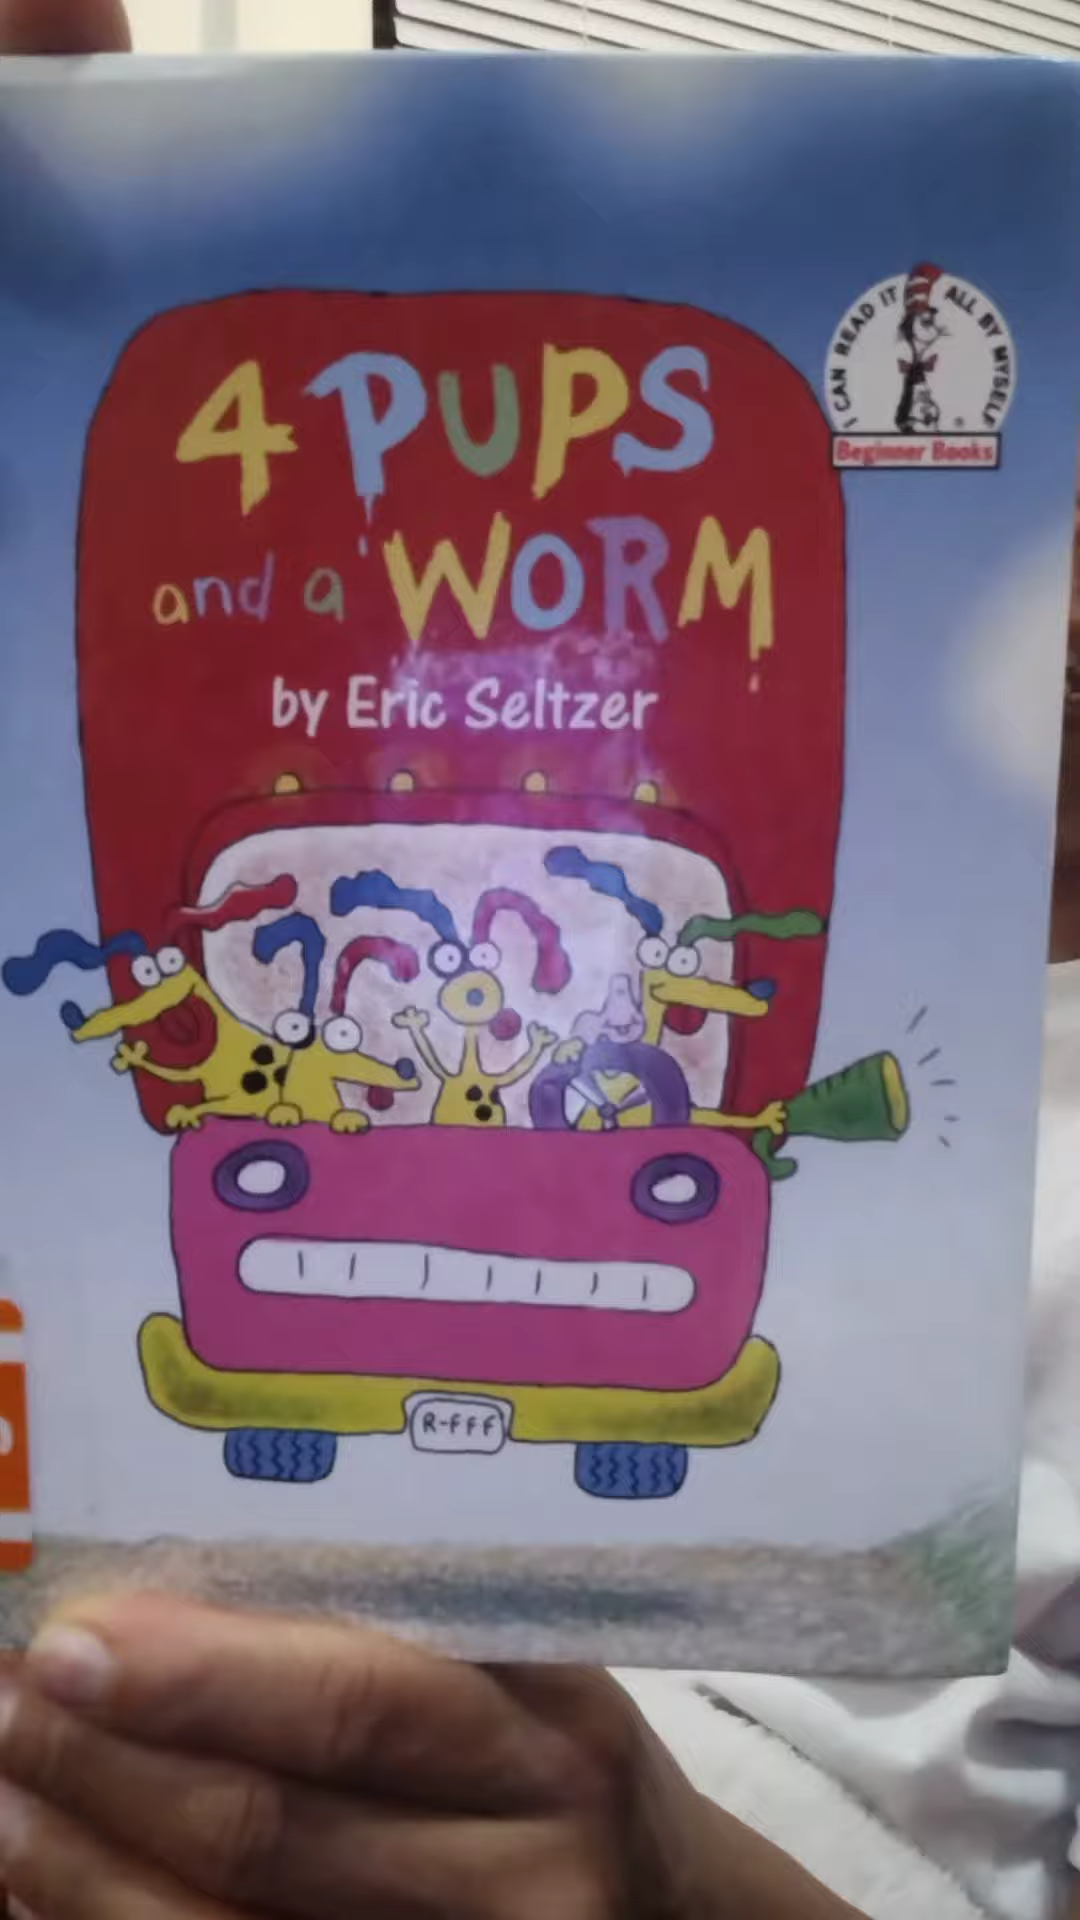 4 PUPS
and a WORM
by Eric Seltzer
I CAN READ IT ALL BY MYSELF
Beginner Books
R-FFF